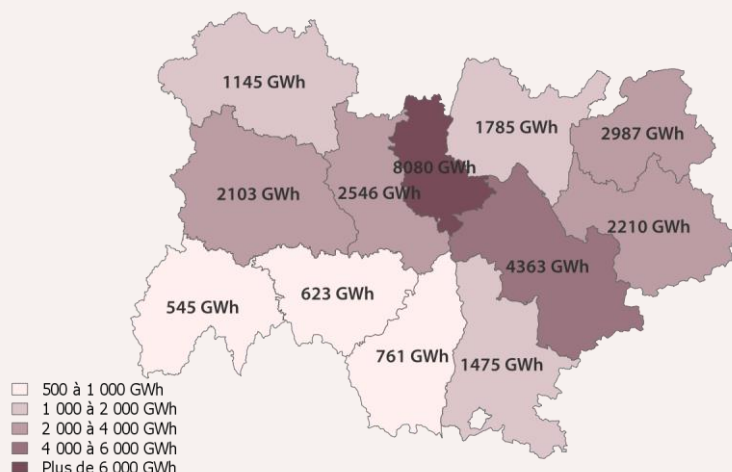 1145 GWh
1785 GWh
2987 GWh
8080 GWh
2103 GWh
2546 GWh
2210 GWh
4363 GWh
623 GWh
545 GWh
761 GWh
1475 GWh
500 à 1 000 GWh
1 000 à 2 000 GWh
2 000 à 4 000 GWh
4 000 à 6 000 GWh
Plus de 6 000 GWh